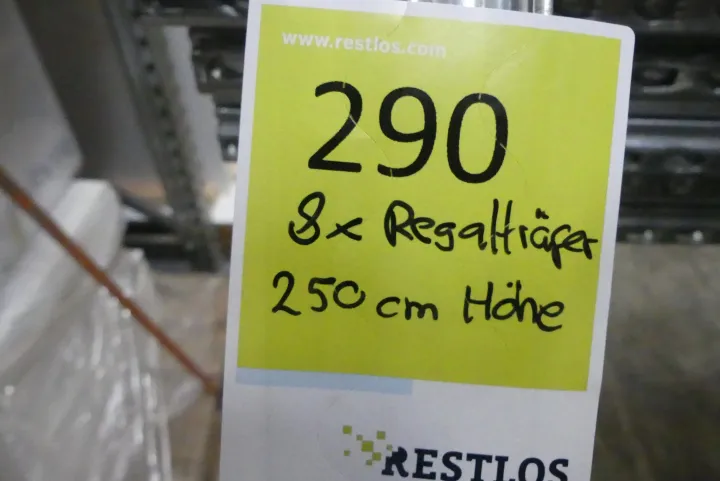 www.restlos.com
290
8x Regalträger
250 cm Höhe
RESTLOS